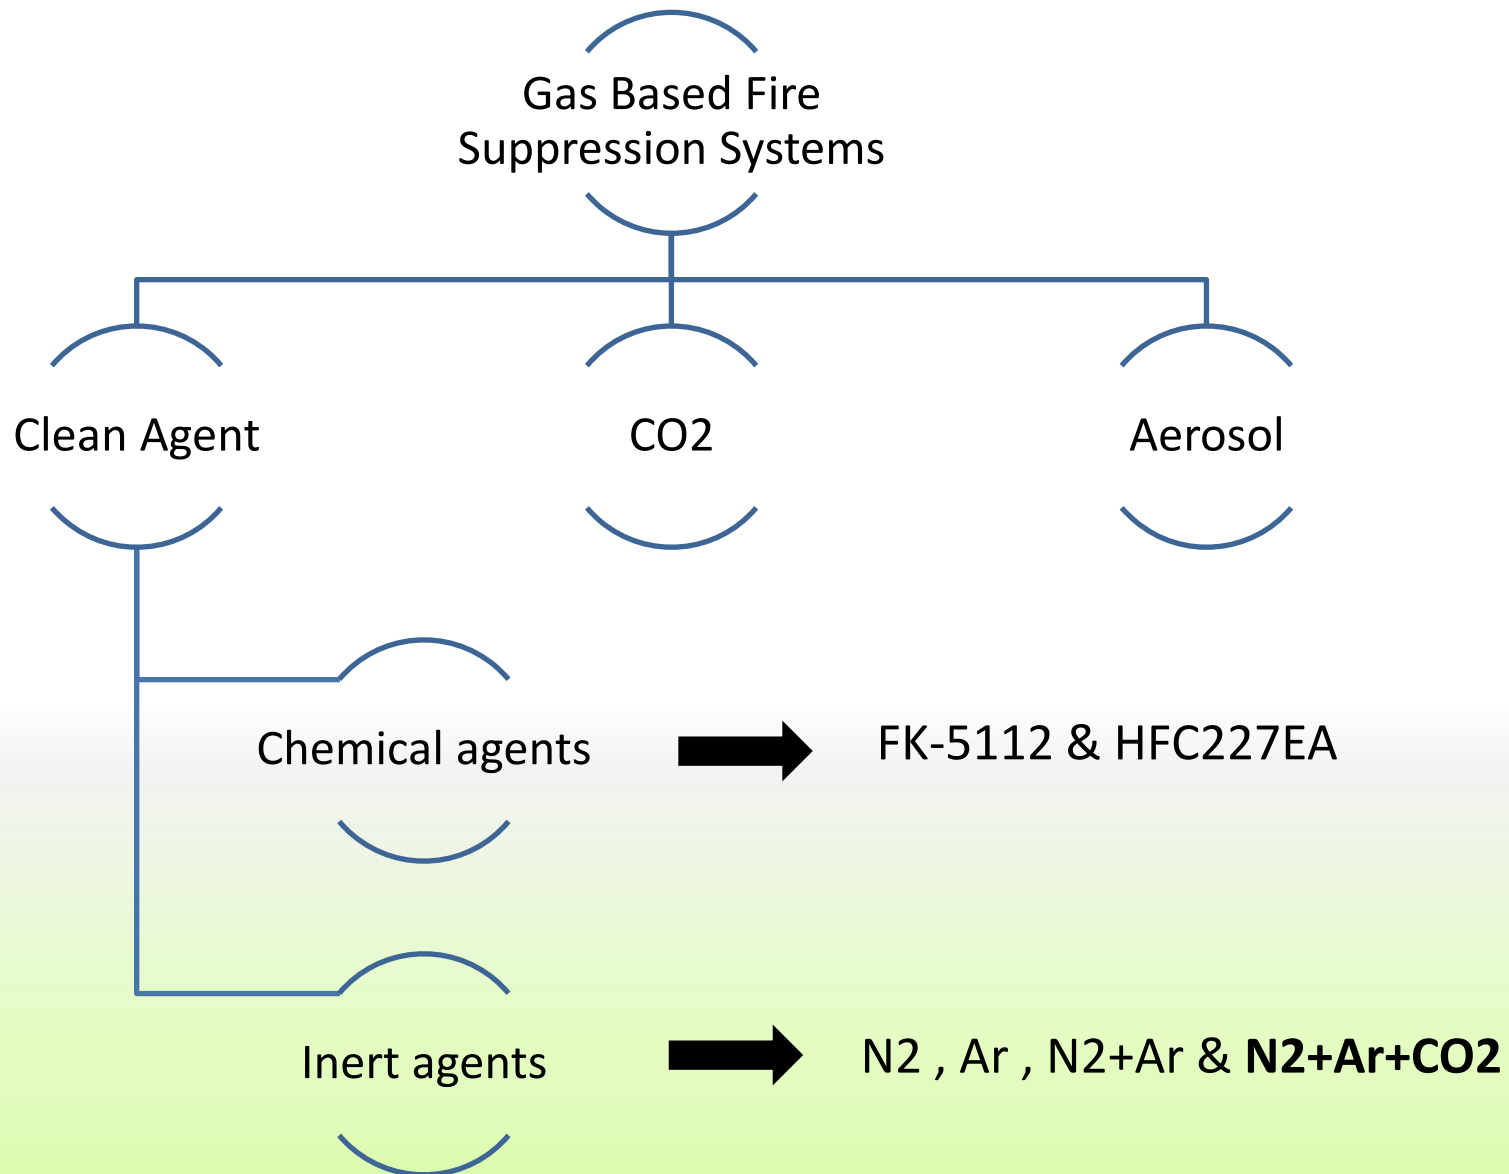 Gas Based Fire
Suppression Systems
Clean Agent
CO2
Aerosol
Chemical agents
FK-5112 & HFC227EA
Inert agents
N2 , Ar , N2+Ar & N2+Ar+CO2